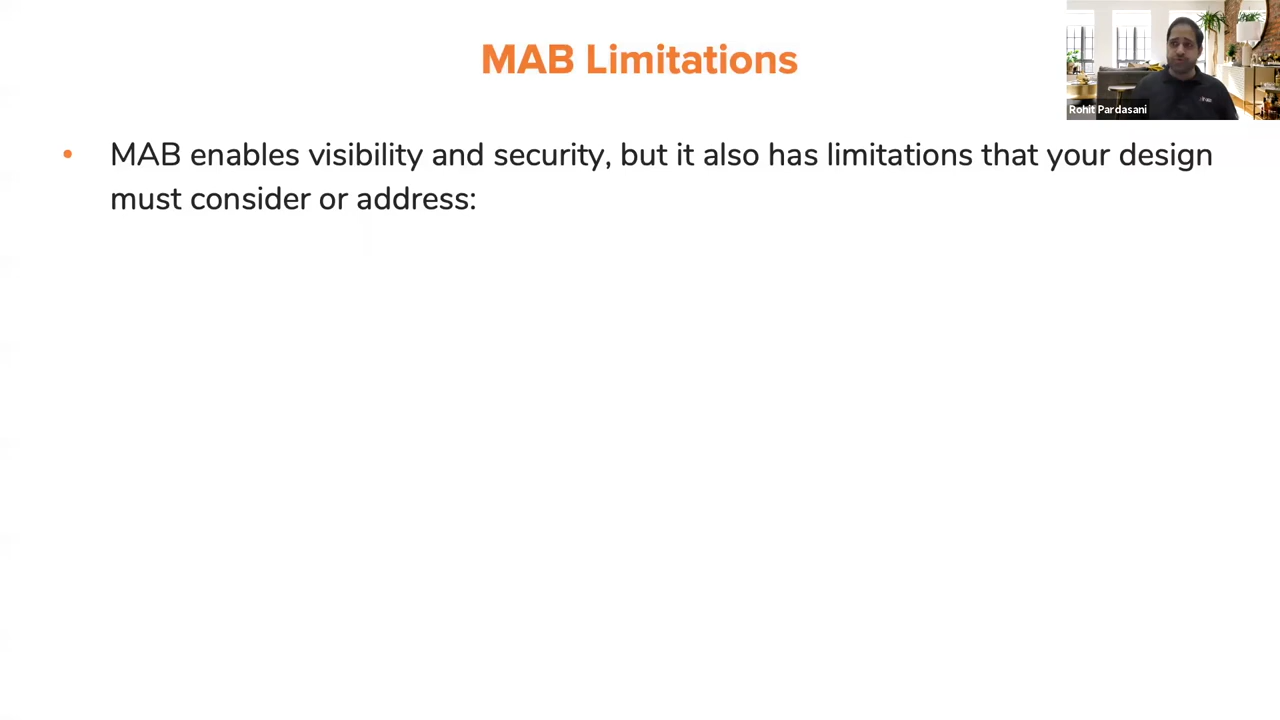 MAB Limitations
Rohit Pardasani
• MAB enables visibility and security, but it also has limitations that your design
must consider or address: